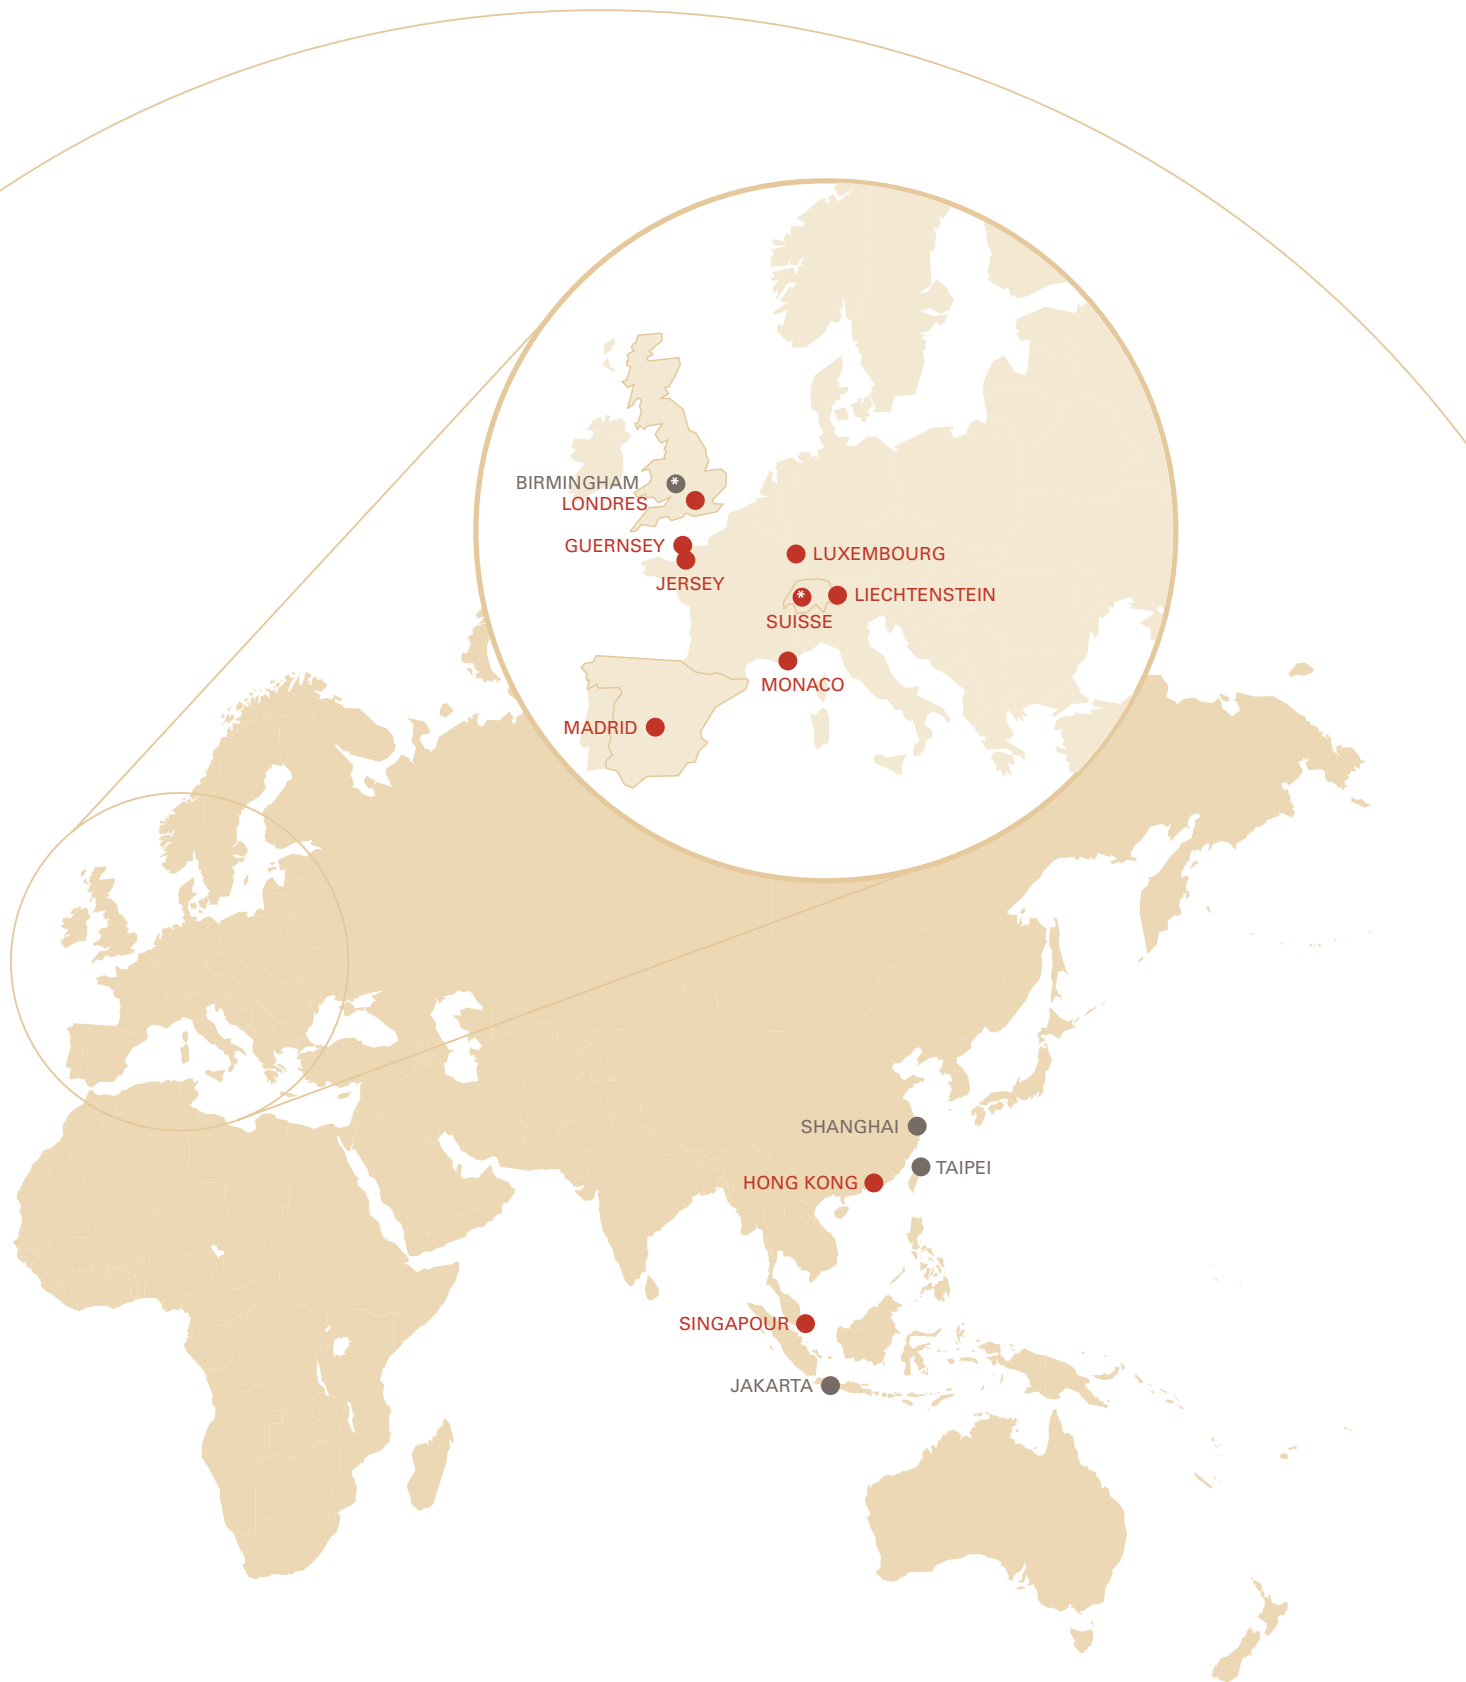 BIRMINGHAM
*
LONDRES
GUERNSEY
JERSEY
LUXEMBOURG
LIECHTENSTEIN
*
SUISSE
MONACO
MADRID
SHANGHAI
TAIPEI
HONG KONG
SINGAPOUR
JAKARTA